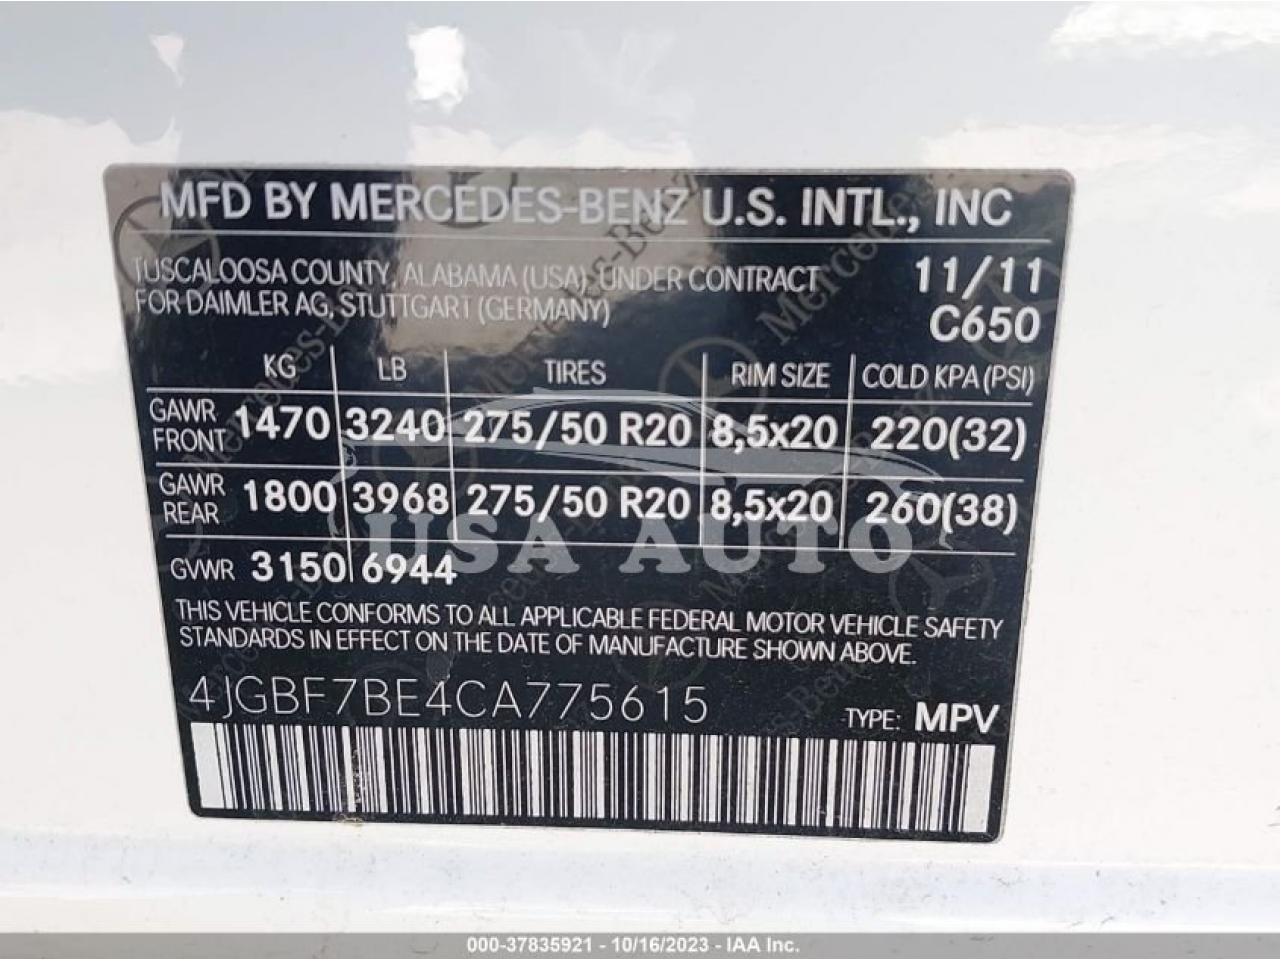 MFD BY MERCEDES-BENZ U.S. INTL., INC
TUSCALOOSA COUNTY, ALABAMA (USA), UNDER CONTRACT 11/11
FOR DAIMLER AG, STUTTGART (GERMANY) C650
KG LB TIRES RIM SIZE COLD KPA (PSI)
GAWR FRONT 1470 3240 275/50 R20 8,5x20 220(32)
GAWR REAR 1800 3968 275/50 R20 8,5x20 260(38)
USA AUTO
GVWR 3150 6944
THIS VEHICLE CONFORMS TO ALL APPLICABLE FEDERAL MOTOR VEHICLE SAFETY
STANDARDS IN EFFECT ON THE DATE OF MANUFACTURE SHOWN ABOVE.
4JGBF7BE4CA775615 TYPE: MPV
000-37835921 - 10/16/2023 - IAA Inc.